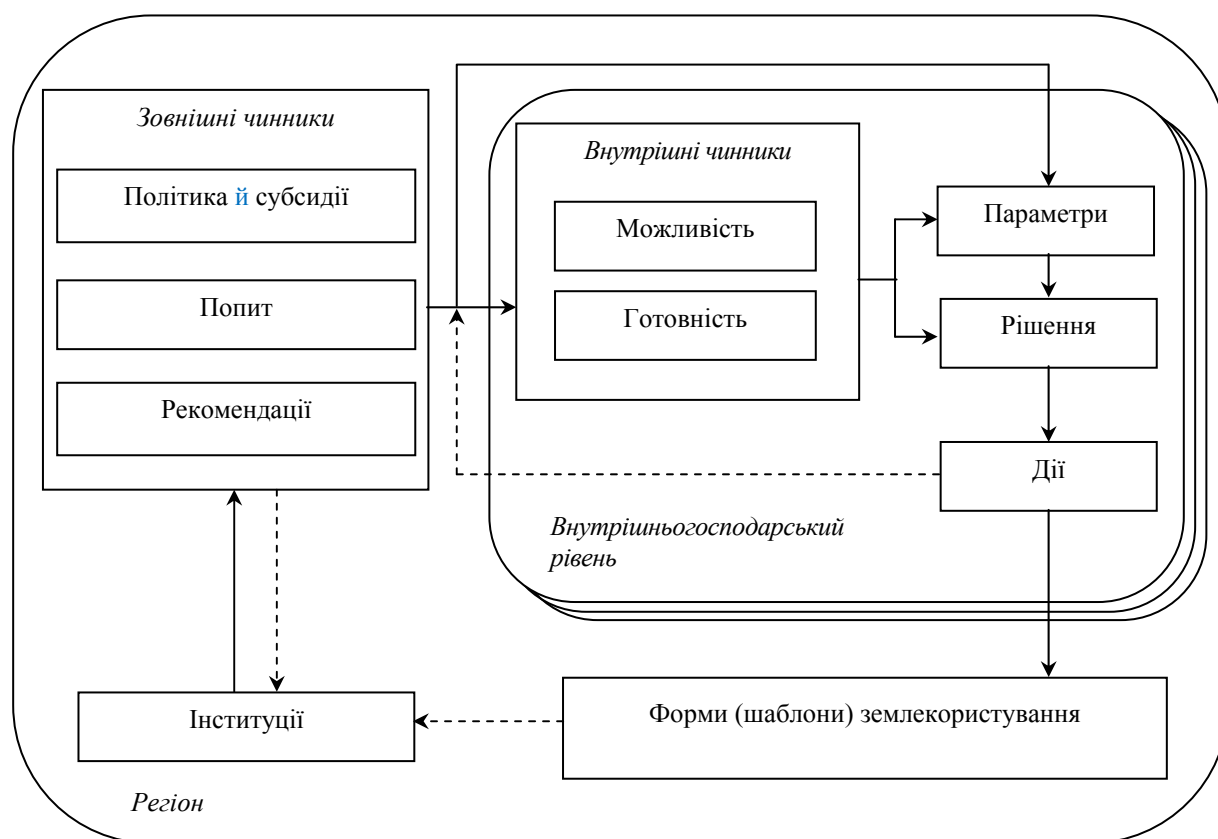 Зовнішні чинники
Політика й субсидії
Попит
Рекомендації
Внутрішні чинники
Можливість
Готовність
Параметри
Рішення
Дії
Внутрішньогосподарський
рівень
Інституції
Форми (шаблони) землекористування
Регіон